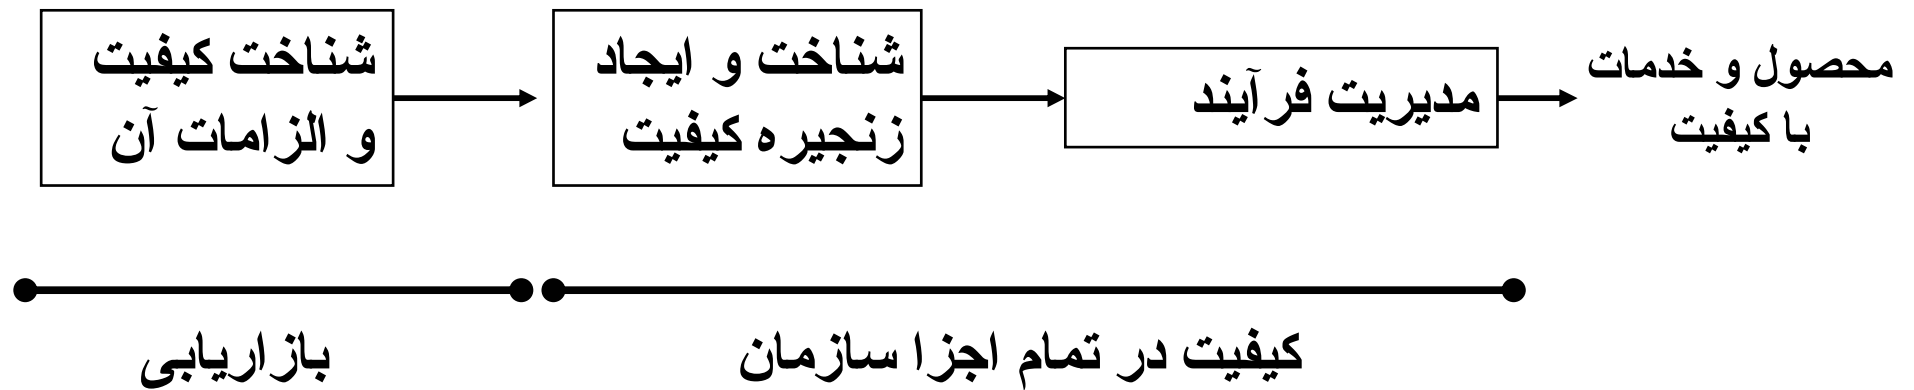 شناخت کیفیت
و الزامات آن
شناخت و ایجاد
زنجیره کیفیت
مدیریت فرآیند
محصول و خدمات
با کیفیت
بازاریابی
کیفیت در تمام اجزا سازمان